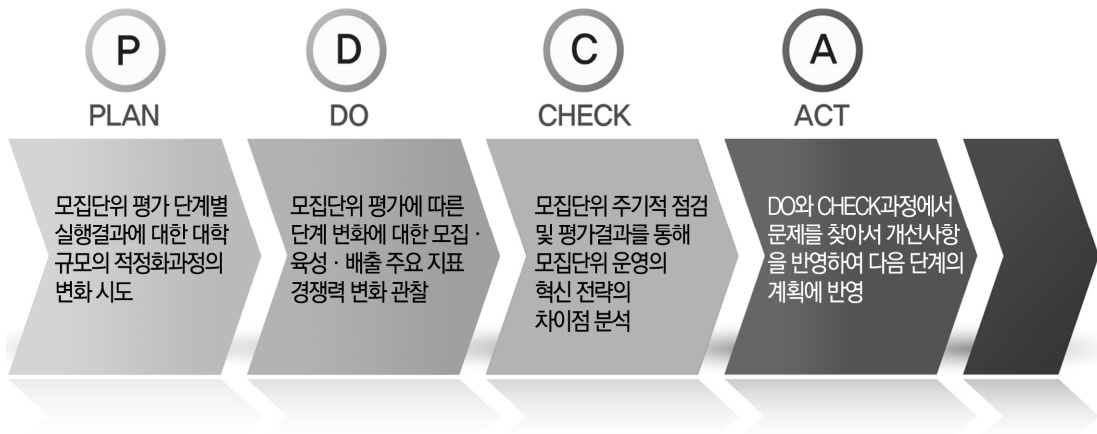 P
PLAN
모집단위 평가 단계별
실행결과에 대한 대학
규모의 적정화과정의
변화 시도
D
DO
모집단위 평가에 따른
단계 변화에 대한 모집·
육성·배출 주요 지표
경쟁력 변화 관찰
C
CHECK
모집단위 주기적 점검
및 평가결과를 통해
모집단위 운영의
혁신 전략의
차이점 분석
A
ACT
DO와 CHECK과정에서
문제를 찾아서 개선사항
을 반영하여 다음 단계의
계획에 반영